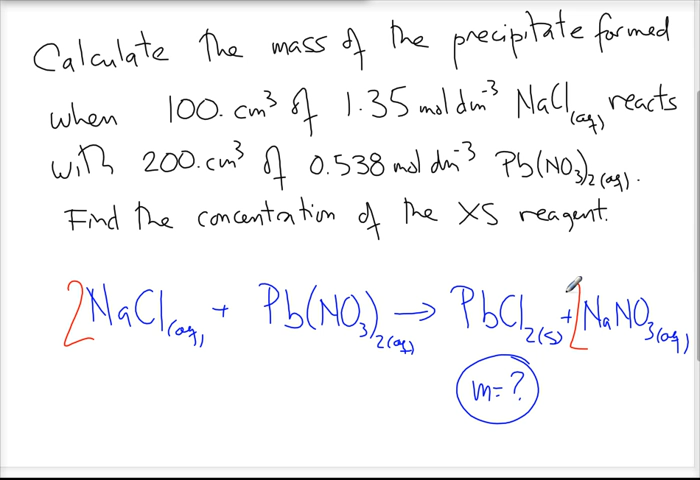 Calculate the mass of the precipitate formed
when 100. cm³ of 1.35 mol dm⁻³ NaCl(aq) reacts
with 200. cm³ of 0.538 mol dm⁻³ Pb(NO₃)₂(aq).
Find the concentration of the XS reagent.
2NaCl(aq) + Pb(NO₃)₂(aq) → PbCl₂(s) + 2NaNO₃(aq)
m = ?